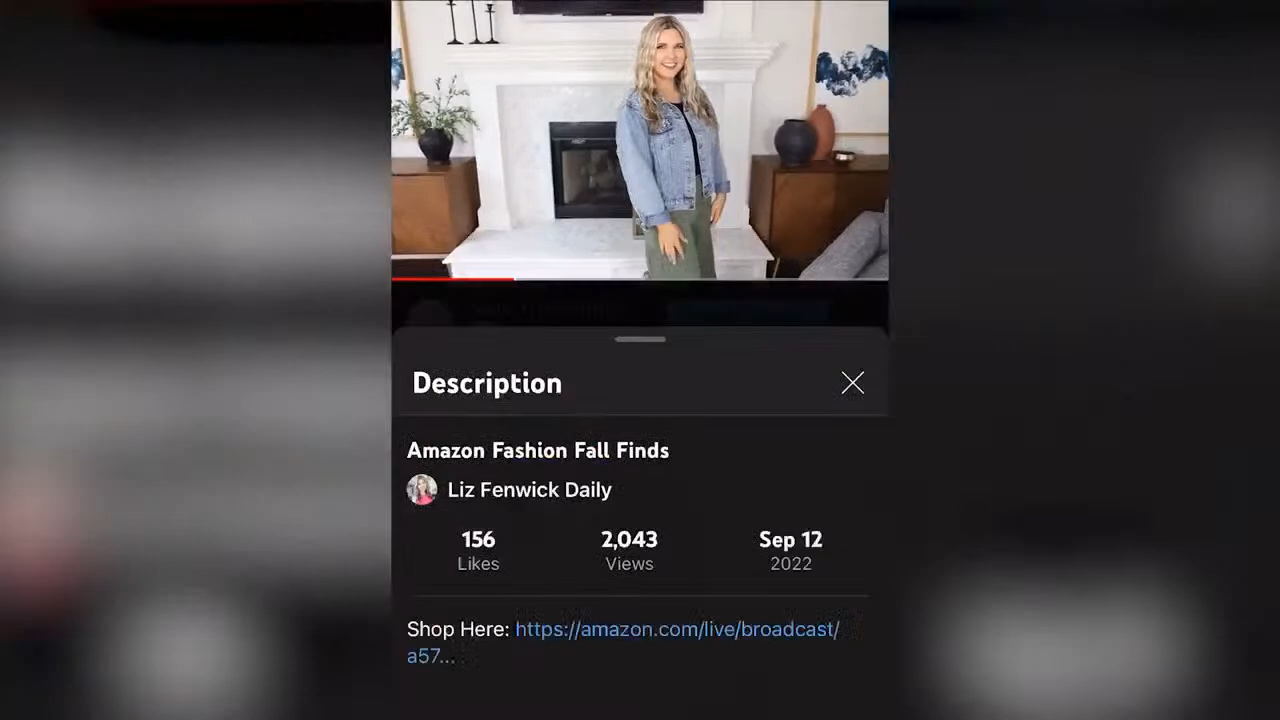 Description
Amazon Fashion Fall Finds
Liz Fenwick Daily
156 2,043 Sep 12
Likes Views 2022
Shop Here: https://amazon.com/live/broadcast/
a57...